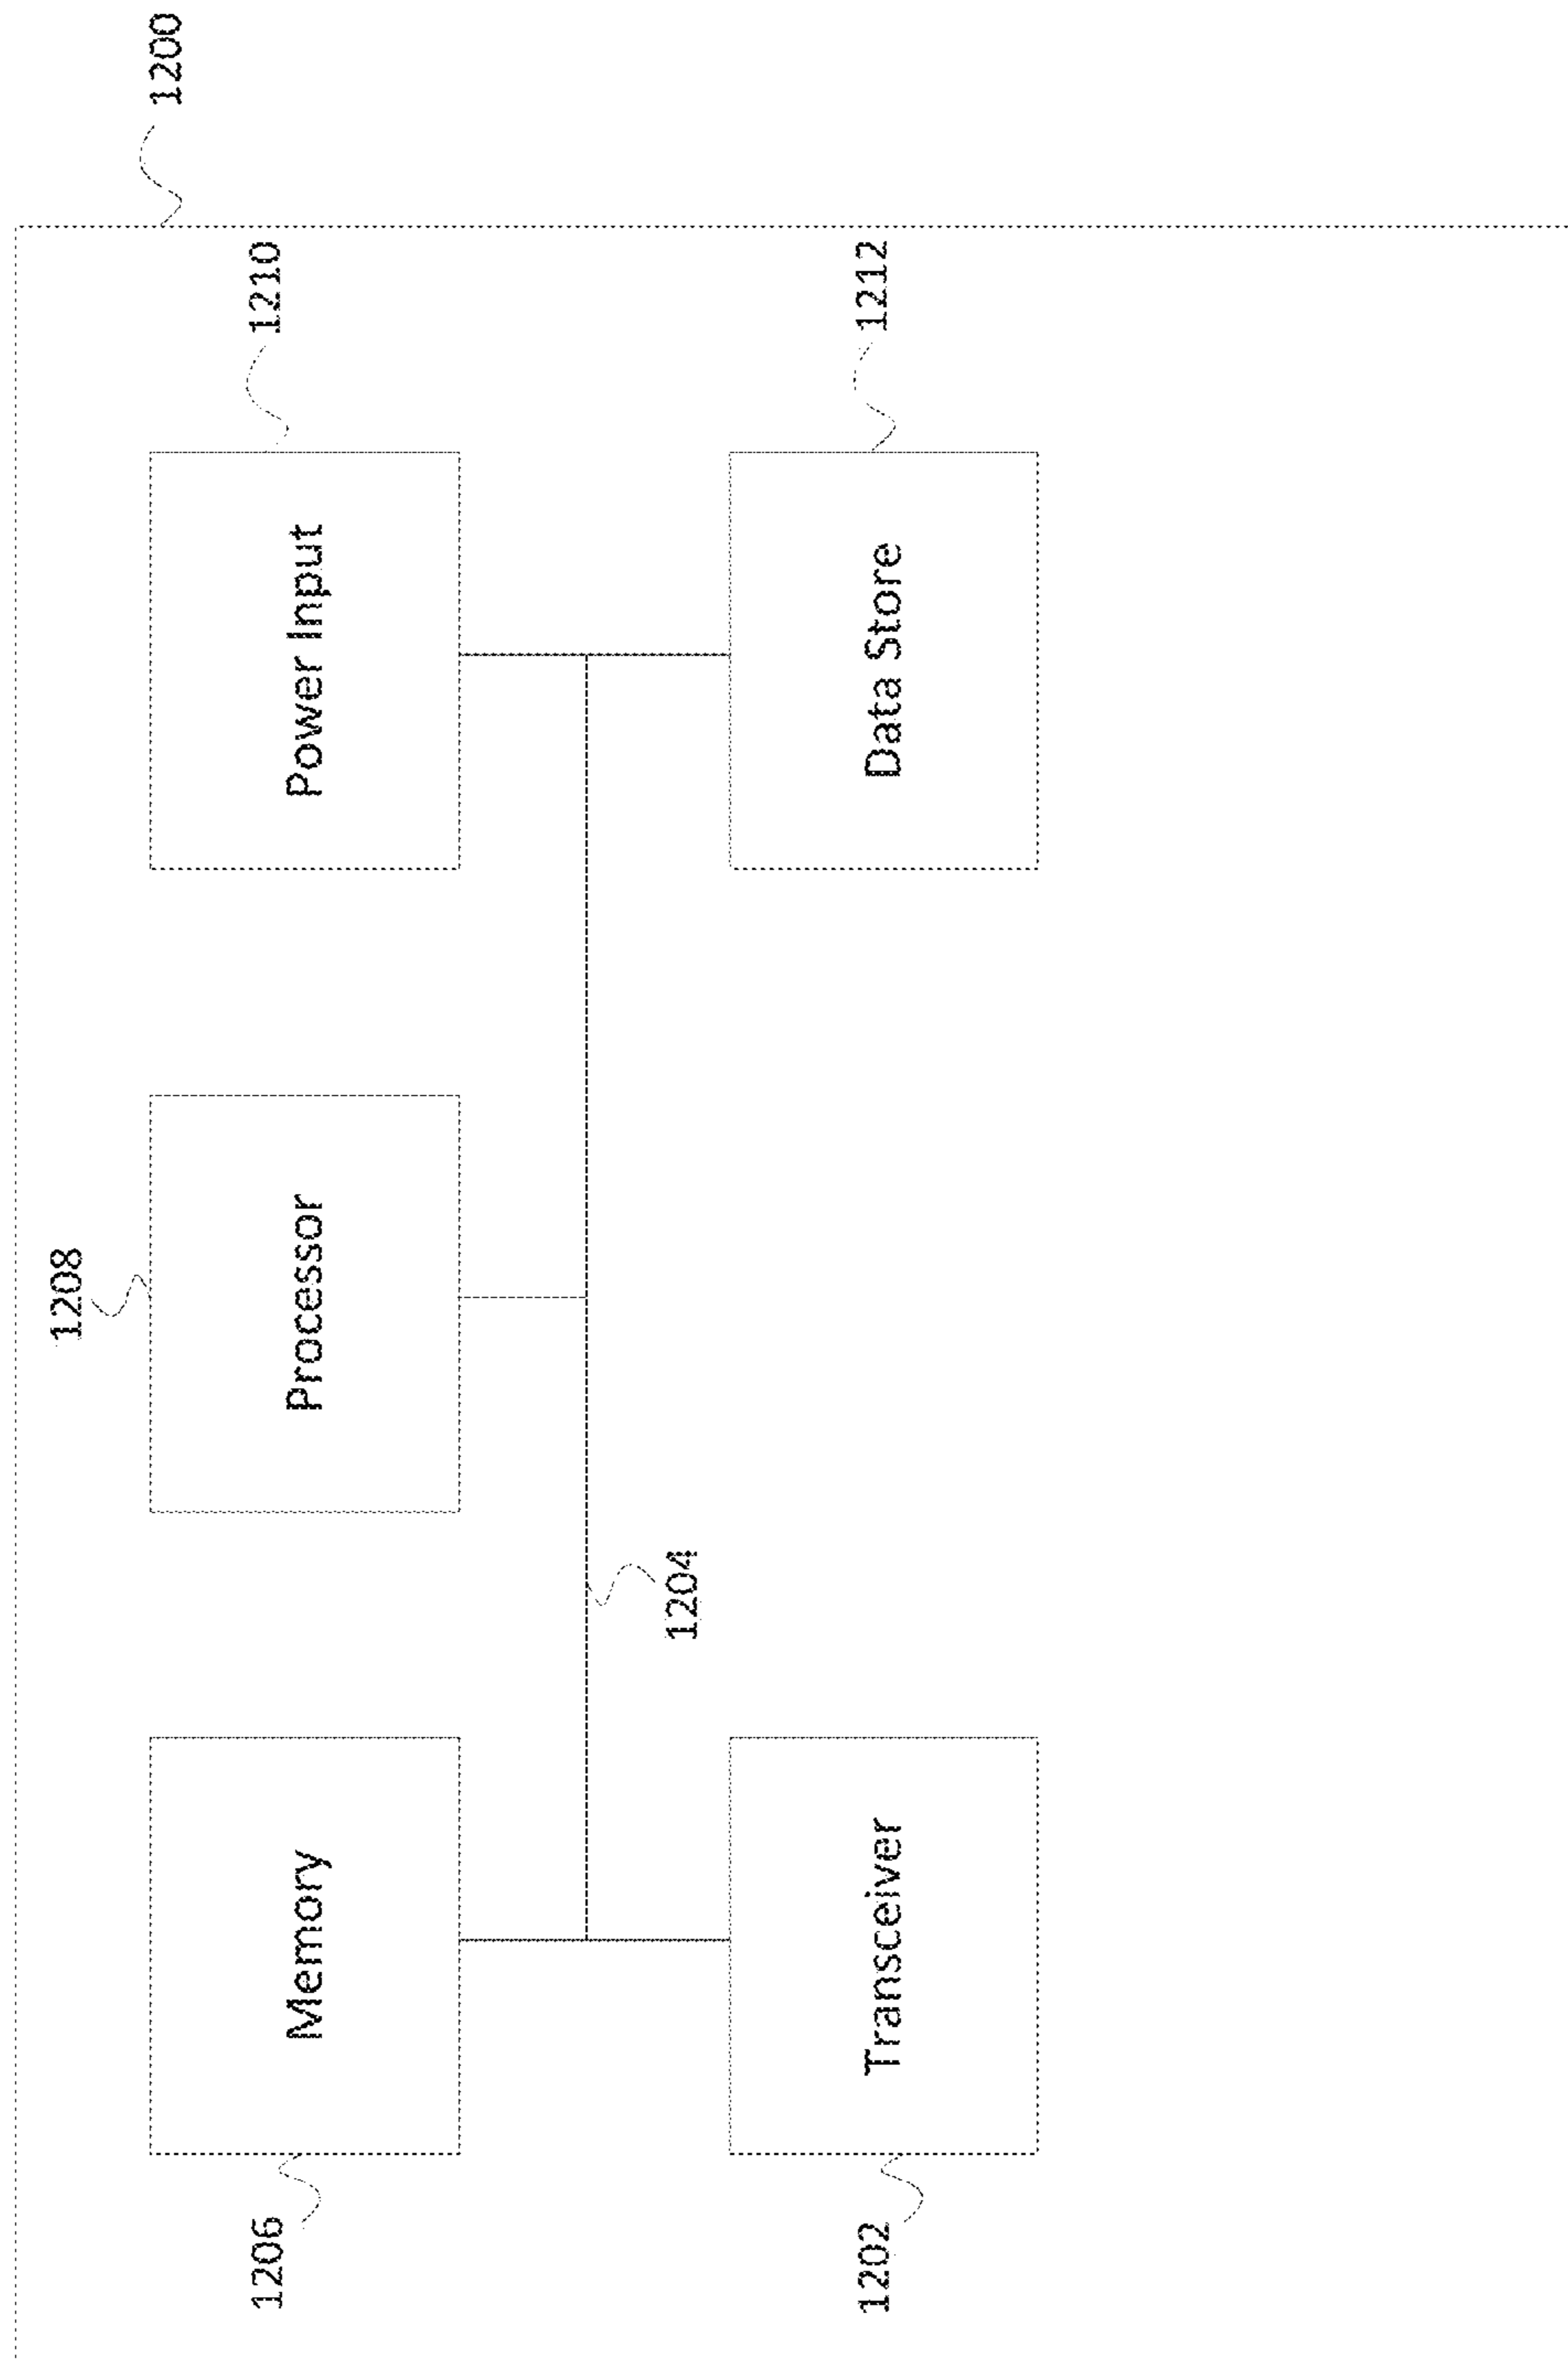 1200
1208
1206
Memory
Processor
Power Input
1210
1204
1202
Transceiver
Data Store
1212